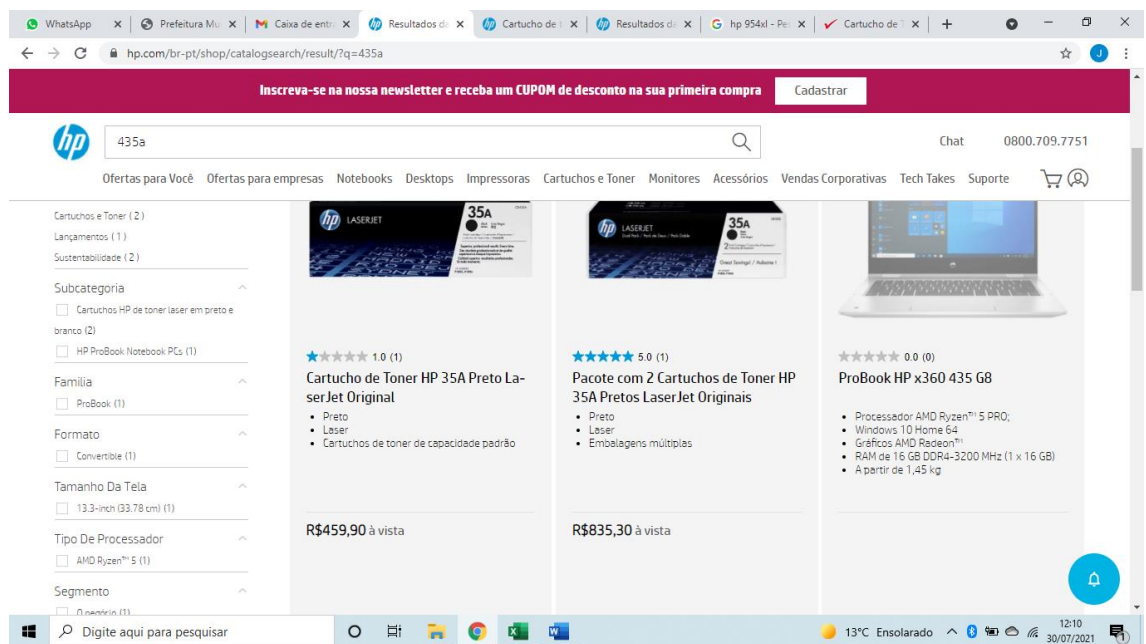 WhatsApp
Prefeitura Mu
Caixa de entr
Resultados da
Cartucho de t
Resultados da
hp 954xl - Pes
Cartucho de T
hp.com/br-pt/shop/catalogsearch/result/?q=435a
J
Inscreva-se na nossa newsletter e receba um CUPOM de desconto na sua primeira compra
Cadastrar
hp
435a
Chat
0800.709.7751
Ofertas para Você
Ofertas para empresas
Notebooks
Desktops
Impressoras
Cartuchos e Toner
Monitores
Acessórios
Vendas Corporativas
Tech Takes
Suporte
Cartuchos e Toner ( 2 )
Lançamentos ( 1 )
Sustentabilidade ( 2 )
Subcategoria
Cartuchos HP de toner laser em preto e
branco (2)
HP ProBook Notebook PCs (1)
Família
ProBook (1)
Formato
Convertible (1)
Tamanho Da Tela
13.3-inch (33.78 cm) (1)
Tipo De Processador
AMD Ryzen™ 5 (1)
Segmento
O negócio (1)
hp LASERJET
35A
1.0 (1)
Cartucho de Toner HP 35A Preto La-
serJet Original
• Preto
• Laser
• Cartuchos de toner de capacidade padrão
R$459,90 à vista
hp LASERJET
35A
5.0 (1)
Pacote com 2 Cartuchos de Toner HP
35A Pretos LaserJet Originais
• Preto
• Laser
• Embalagens múltiplas
R$835,30 à vista
0.0 (0)
ProBook HP x360 435 G8
• Processador AMD Ryzen™ 5 PRO;
• Windows 10 Home 64
• Gráficos AMD Radeon™
• RAM de 16 GB DDR4-3200 MHz (1 x 16 GB)
• A partir de 1,45 kg
Digite aqui para pesquisar
13°C Ensolarado
12:10
30/07/2021